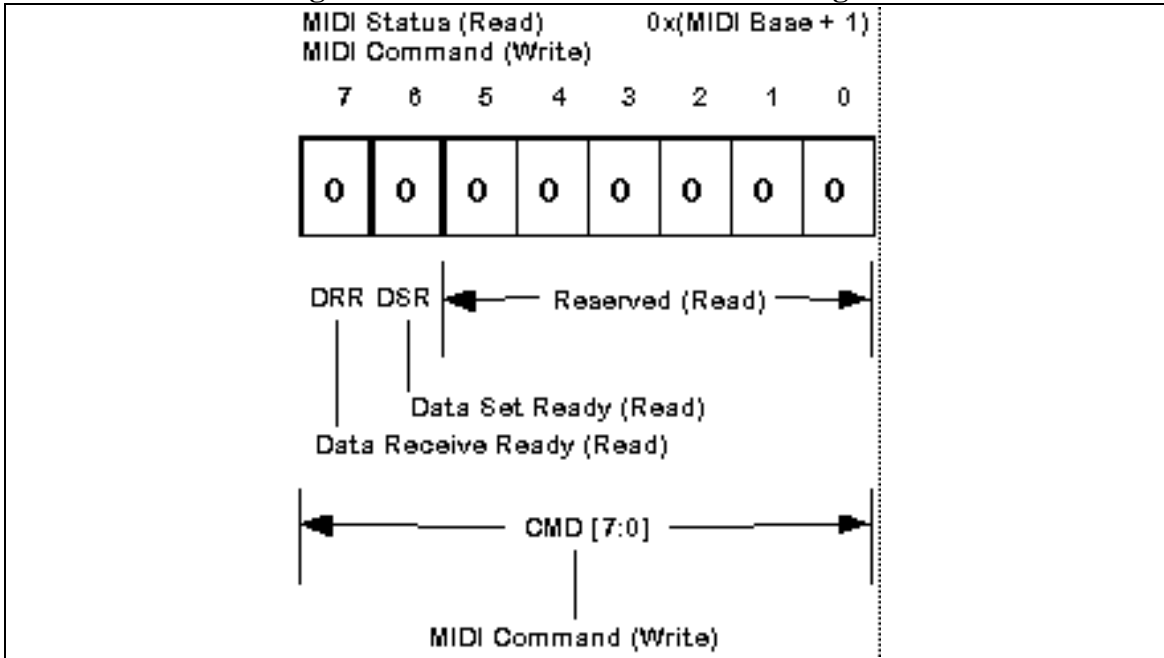 MIDI Status (Read) 0x(MIDI Base + 1)
MIDI Command (Write)
7 6 5 4 3 2 1 0
0 0 0 0 0 0 0 0
DRR DSR Reserved (Read)
Data Set Ready (Read)
Data Receive Ready (Read)
CMD [7:0]
MIDI Command (Write)